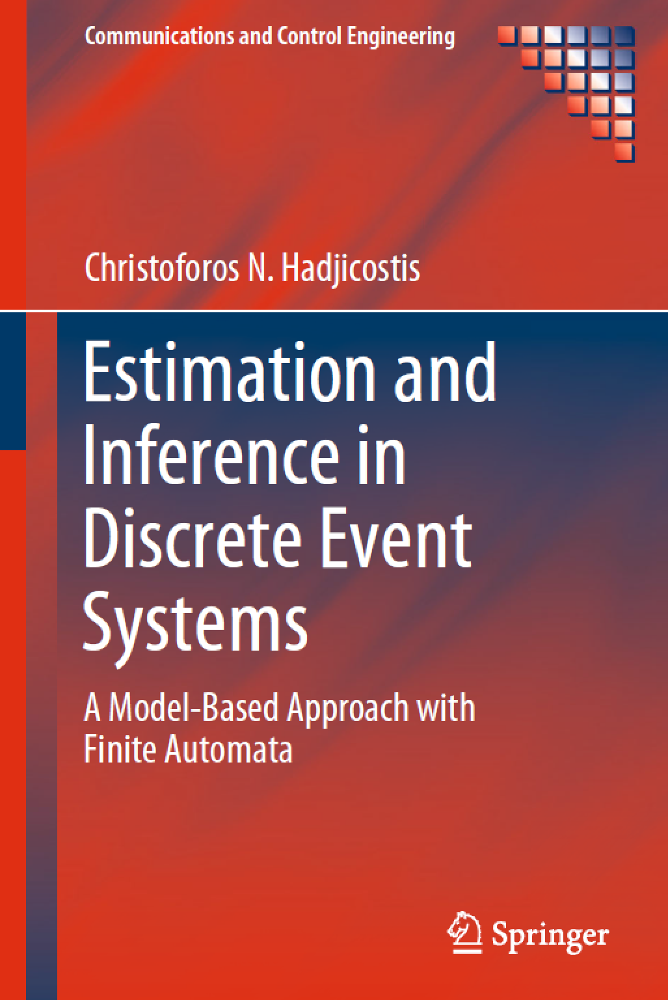 Communications and Control Engineering
Christoforos N. Hadjicostis
Estimation and
Inference in
Discrete Event
Systems
A Model-Based Approach with
Finite Automata
Springer